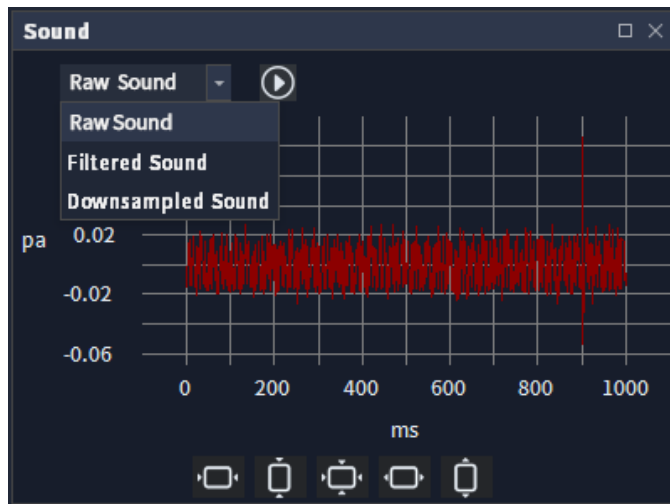 Sound
Raw Sound
Raw Sound
Filtered Sound
Downsampled Sound
pa
0.02
-0.02
-0.06
0 200 400 600 800 1000
ms